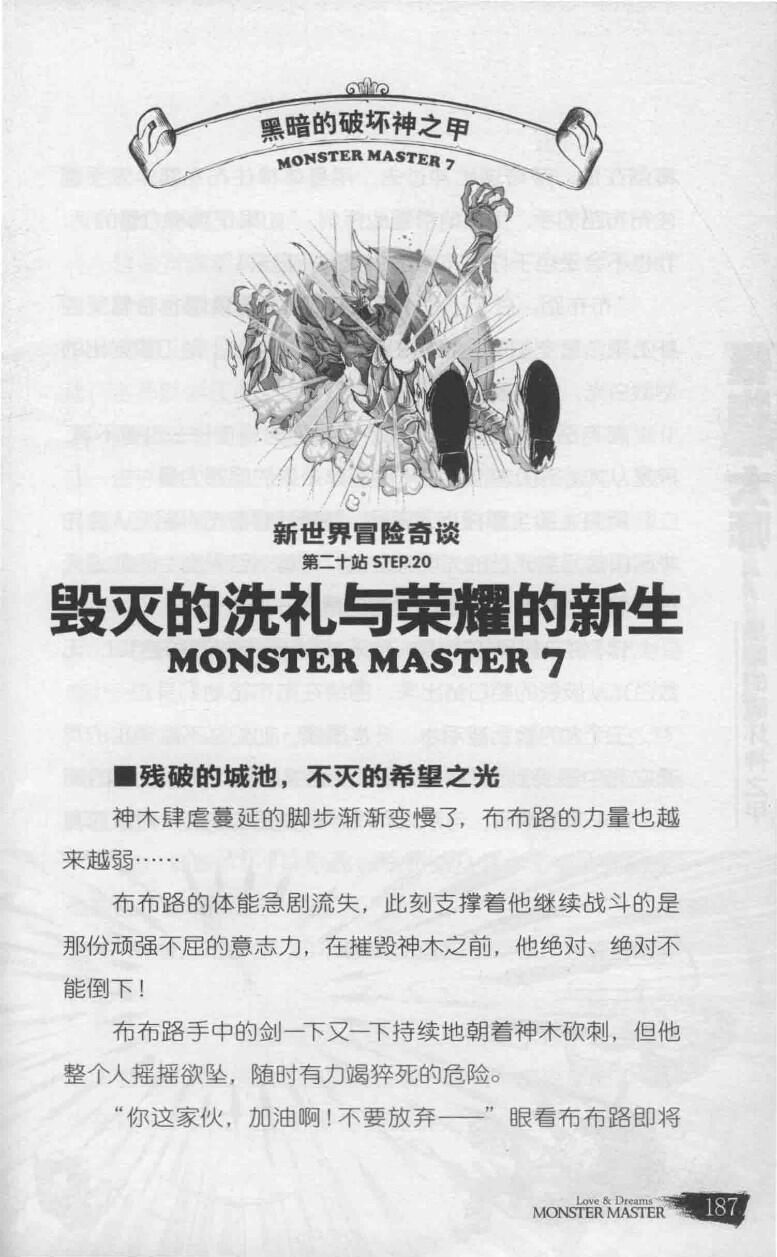 黑暗的破坏神之甲
MONSTER MASTER 7
新世界冒险奇谈
第二十站 STEP.20
毁灭的洗礼与荣耀的新生
MONSTER MASTER 7
■残破的城池，不灭的希望之光
神木肆虐蔓延的脚步渐渐变慢了，布布路的力量也越
来越弱……
布布路的体能急剧流失，此刻支撑着他继续战斗的是
那份顽强不屈的意志力，在摧毁神木之前，他绝对、绝对不
能倒下！
布布路手中的剑一下又一下持续地朝着神木砍刺，但他
整个人摇摇欲坠，随时有力竭猝死的危险。
“你这家伙，加油啊！不要放弃——”眼看布布路即将
Love & Dreams
MONSTER MASTER 187